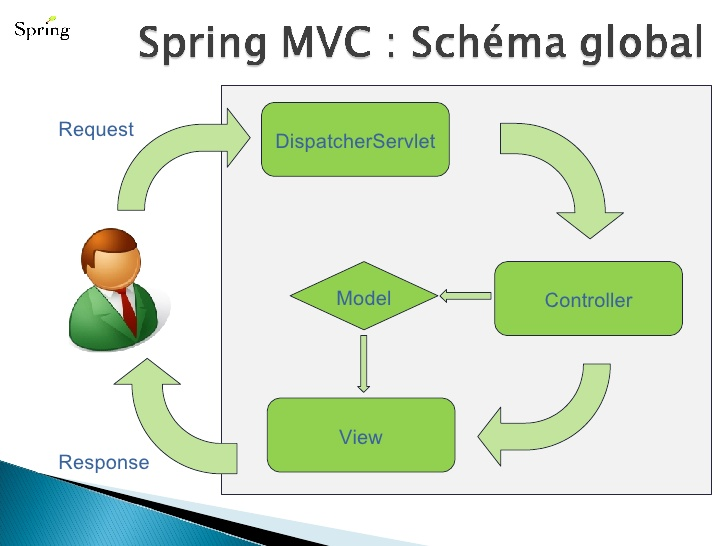 Spring
Spring MVC : Schéma global
Request
DispatcherServlet
Model
Controller
View
Response